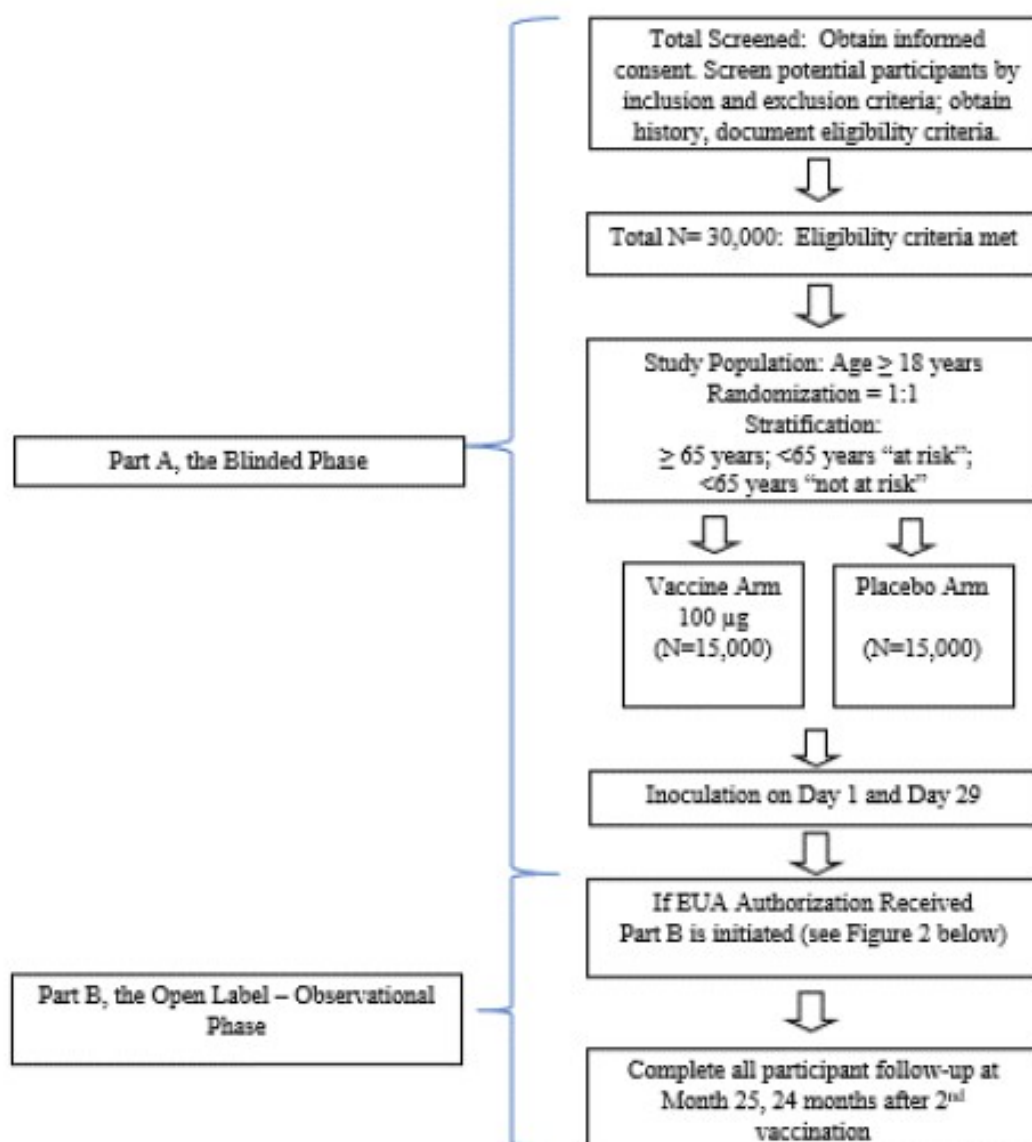 Total Screened: Obtain informed
consent. Screen potential participants by
inclusion and exclusion criteria; obtain
history, document eligibility criteria.
Total N= 30,000: Eligibility criteria met
Study Population: Age ≥ 18 years
Randomization = 1:1
Stratification:
≥ 65 years; <65 years “at risk”;
<65 years “not at risk”
Part A, the Blinded Phase
Vaccine Arm
100 µg
(N=15,000)
Placebo Arm
(N=15,000)
Inoculation on Day 1 and Day 29
If EUA Authorization Received
Part B is initiated (see Figure 2 below)
Part B, the Open Label – Observational
Phase
Complete all participant follow-up at
Month 25, 24 months after 2nd
vaccination